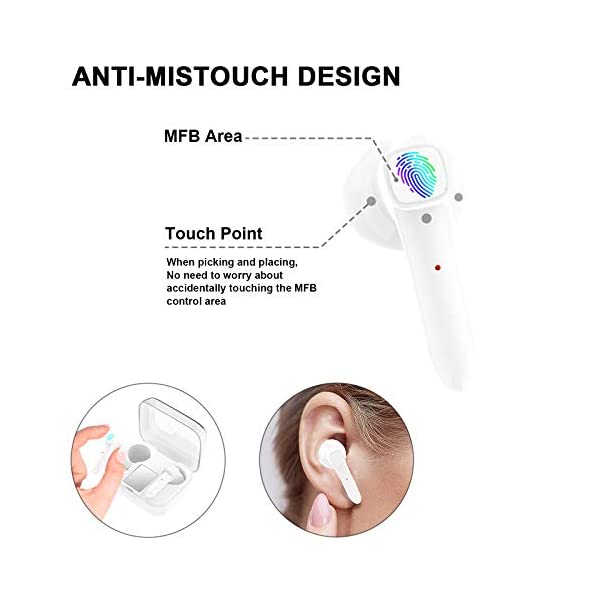 ANTI-MISTOUCH DESIGN
MFB Area
Touch Point
When picking and placing,
No need to worry about
accidentally touching the MFB
control area